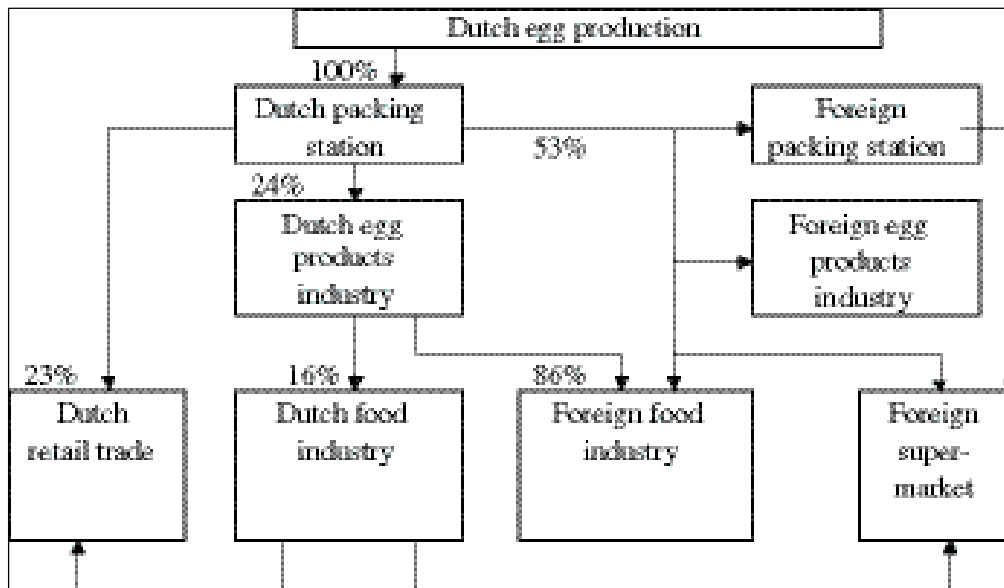 Dutch egg production
100%
Dutch packing
station
Foreign
packing station
53%
24%
Dutch egg
products
industry
Foreign egg
products
industry
23%
16%
86%
Dutch
retail trade
Dutch food
industry
Foreign food
industry
Foreign
super-
market